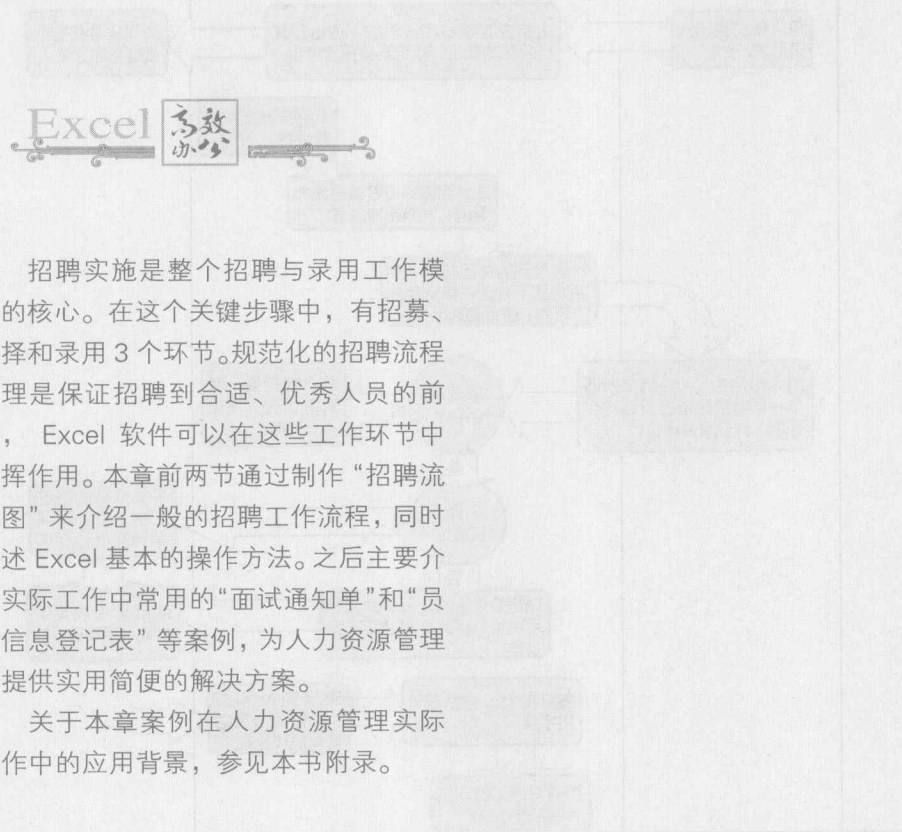 Excel 高效办公
招聘实施是整个招聘与录用工作模
的核心。在这个关键步骤中，有招募、
择和录用 3 个环节。规范化的招聘流程
理是保证招聘到合适、优秀人员的前
， Excel 软件可以在这些工作环节中
挥作用。本章前两节通过制作“招聘流
图”来介绍一般的招聘工作流程，同时
述 Excel 基本的操作方法。之后主要介
实际工作中常用的“面试通知单”和“员
信息登记表”等案例，为人力资源管理
提供实用简便的解决方案。
关于本章案例在人力资源管理实际
作中的应用背景，参见本书附录。